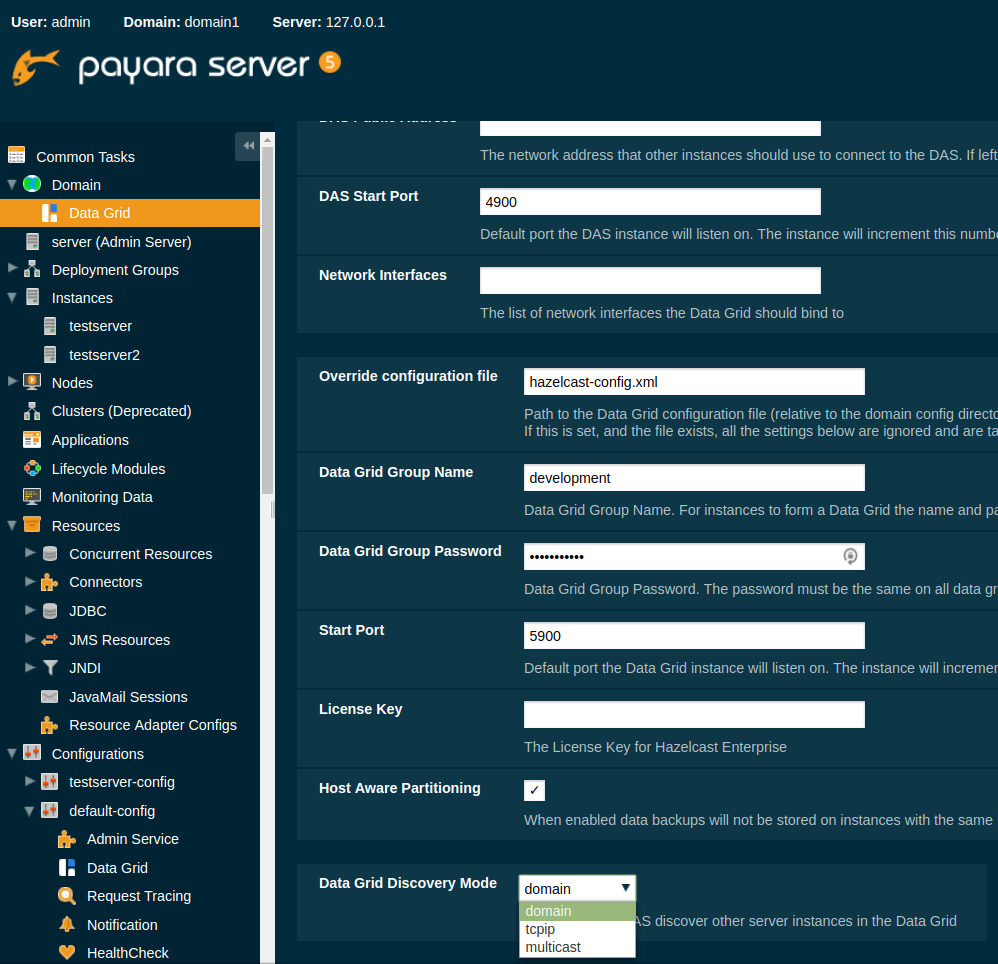 User: admin Domain: domain1 Server: 127.0.0.1
payara server 5
Common Tasks
Domain
Data Grid
server (Admin Server)
Deployment Groups
Instances
testserver
testserver2
Nodes
Clusters (Deprecated)
Applications
Lifecycle Modules
Monitoring Data
Resources
Concurrent Resources
Connectors
JDBC
JMS Resources
JNDI
JavaMail Sessions
Resource Adapter Configs
Configurations
testserver-config
default-config
Admin Service
Data Grid
Request Tracing
Notification
HealthCheck
DAS Public Address
The network address that other instances should use to connect to the DAS. If left
DAS Start Port 4900
Default port the DAS instance will listen on. The instance will increment this numbe
Network Interfaces
The list of network interfaces the Data Grid should bind to
Override configuration file hazelcast-config.xml
Path to the Data Grid configuration file (relative to the domain config directo
If this is set, and the file exists, all the settings below are ignored and are ta
Data Grid Group Name development
Data Grid Group Name. For instances to form a Data Grid the name and pa
Data Grid Group Password •••••••••••
Data Grid Group Password. The password must be the same on all data gr
Start Port 5900
Default port the Data Grid instance will listen on. The instance will incremen
License Key
The License Key for Hazelcast Enterprise
Host Aware Partitioning ✓
When enabled data backups will not be stored on instances with the same
Data Grid Discovery Mode domain
domain
AS discover other server instances in the Data Grid
tcpip
multicast